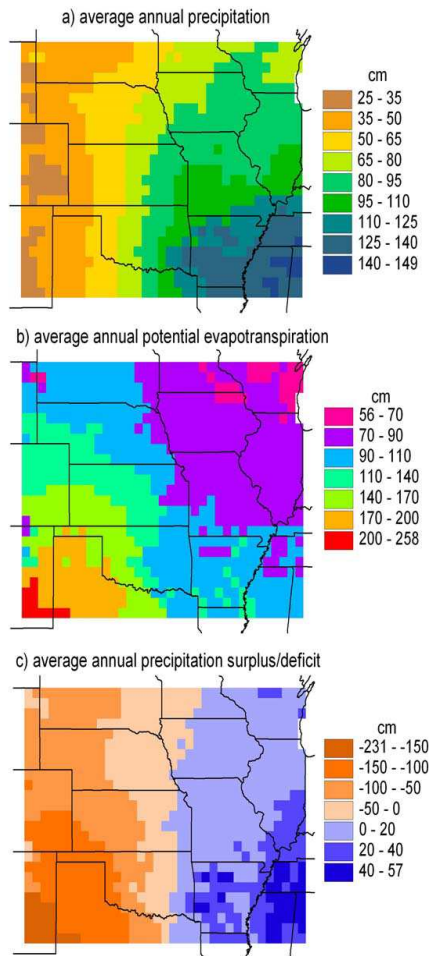 a) average annual precipitation
cm
25 - 35
35 - 50
50 - 65
65 - 80
80 - 95
95 - 110
110 - 125
125 - 140
140 - 149
b) average annual potential evapotranspiration
cm
56 - 70
70 - 90
90 - 110
110 - 140
140 - 170
170 - 200
200 - 258
c) average annual precipitation surplus/deficit
cm
-231 - -150
-150 - -100
-100 - -50
-50 - 0
0 - 20
20 - 40
40 - 57